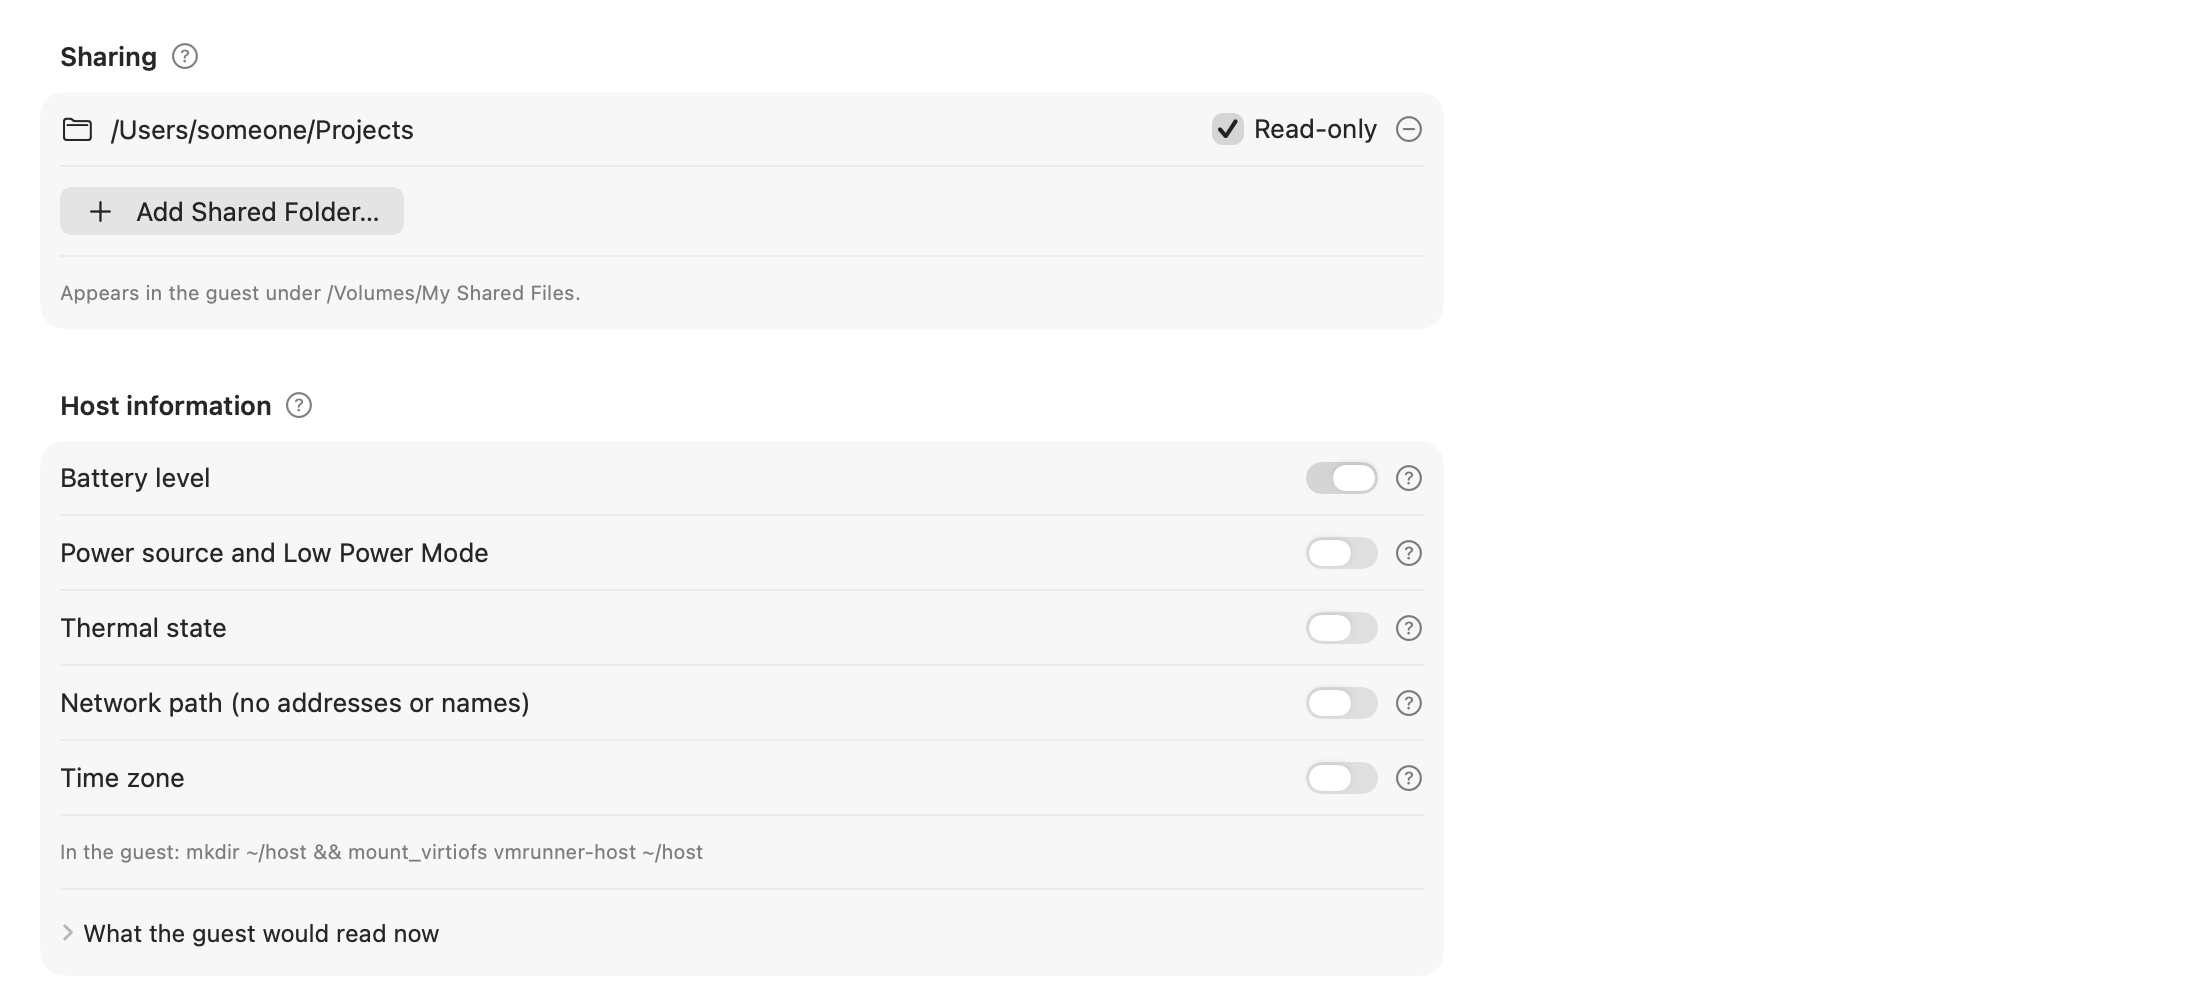 Sharing
/Users/someone/Projects Read-only
Add Shared Folder...
Appears in the guest under /Volumes/My Shared Files.
Host information
Battery level
Power source and Low Power Mode
Thermal state
Network path (no addresses or names)
Time zone
In the guest: mkdir ~/host && mount_virtiofs vmrunner-host ~/host
What the guest would read now